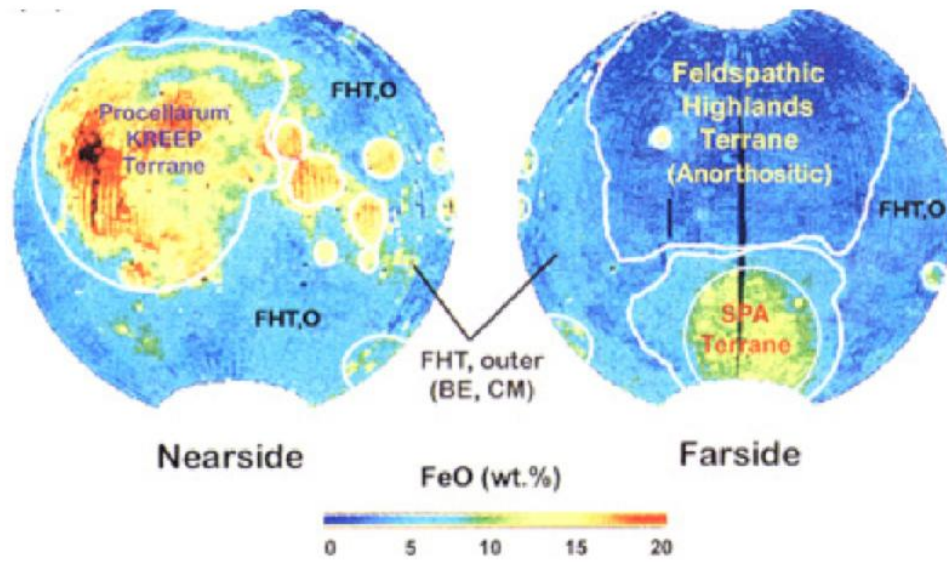 FHT,O
Procellarum
KREEP
Terrane
FHT,O
Feldspathic
Highlands
Terrane
(Anorthositic)
FHT,O
SPA
Terrane
FHT, outer
(BE, CM)
Nearside
Farside
FeO (wt.%)
0 5 10 15 20